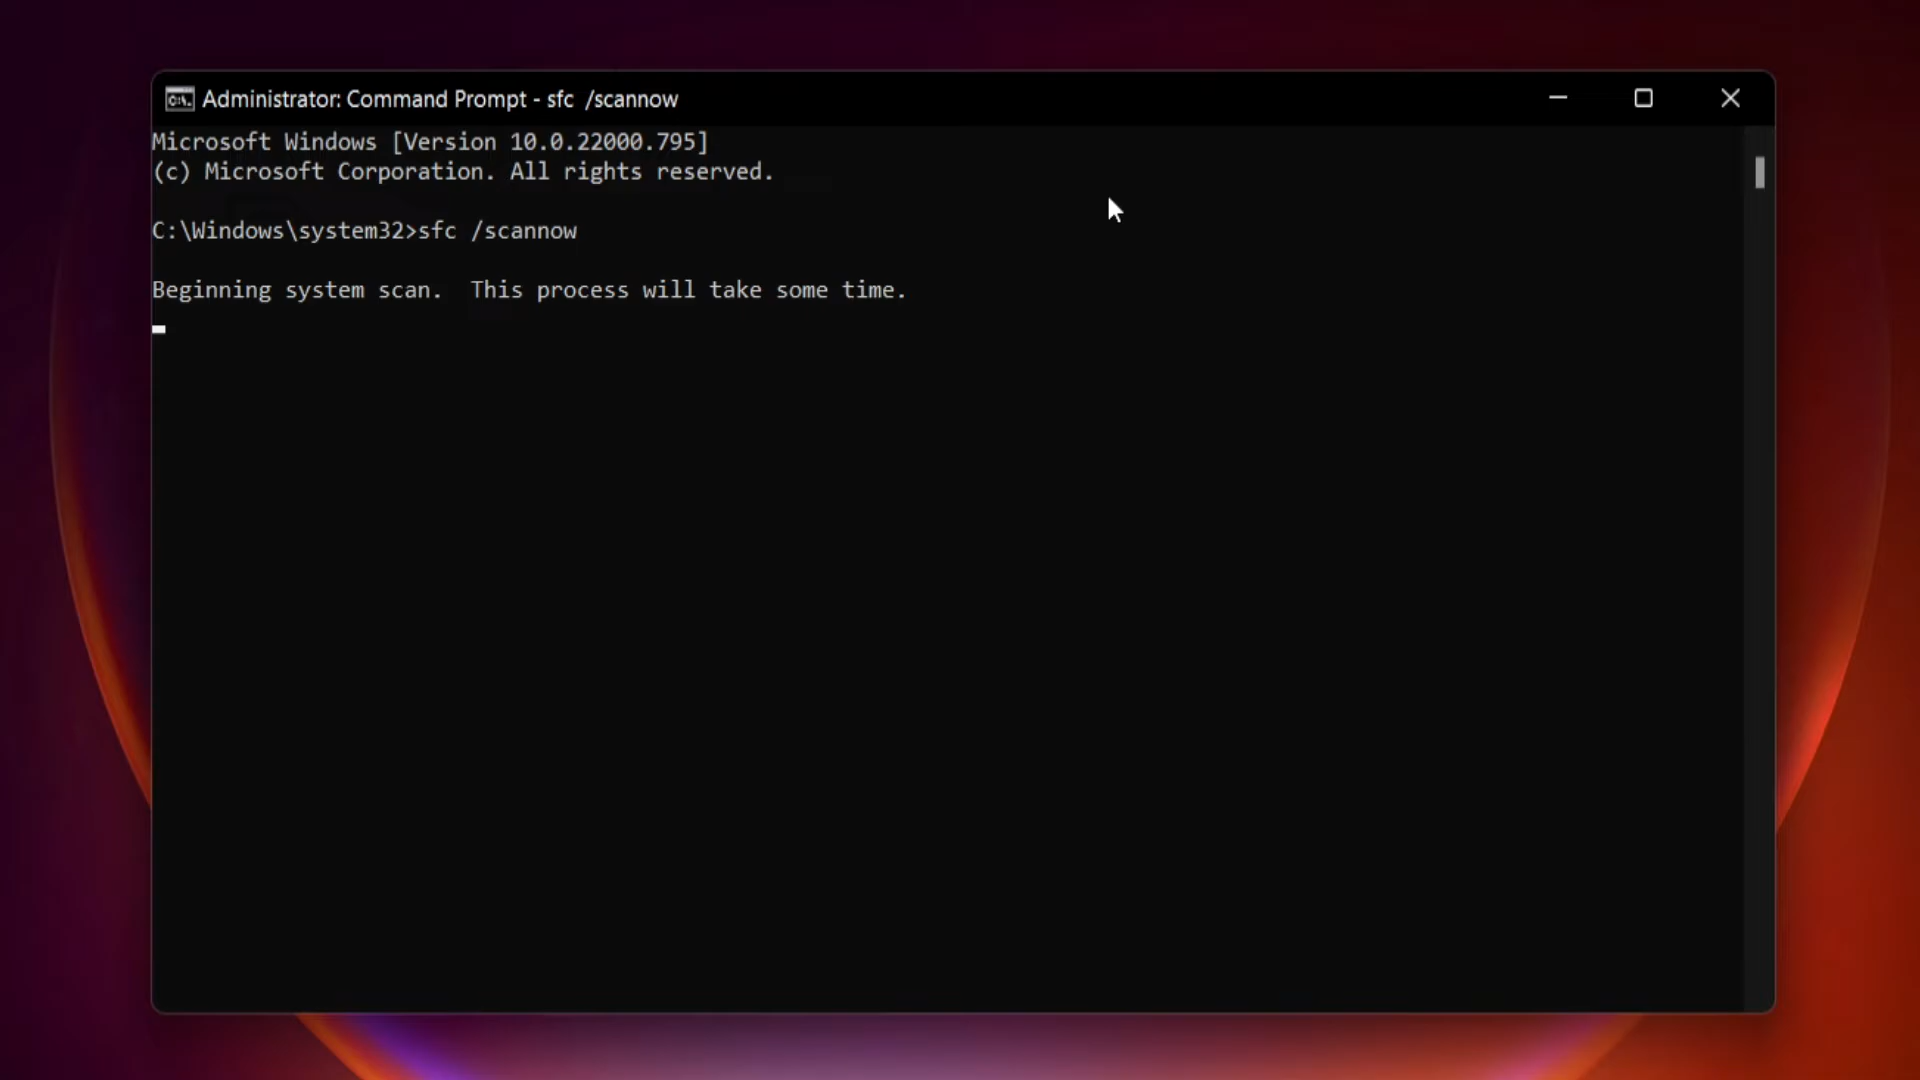 Administrator: Command Prompt - sfc  /scannow
Microsoft Windows [Version 10.0.22000.795]
(c) Microsoft Corporation. All rights reserved.
C:\Windows\system32>sfc /scannow
Beginning system scan.  This process will take some time.